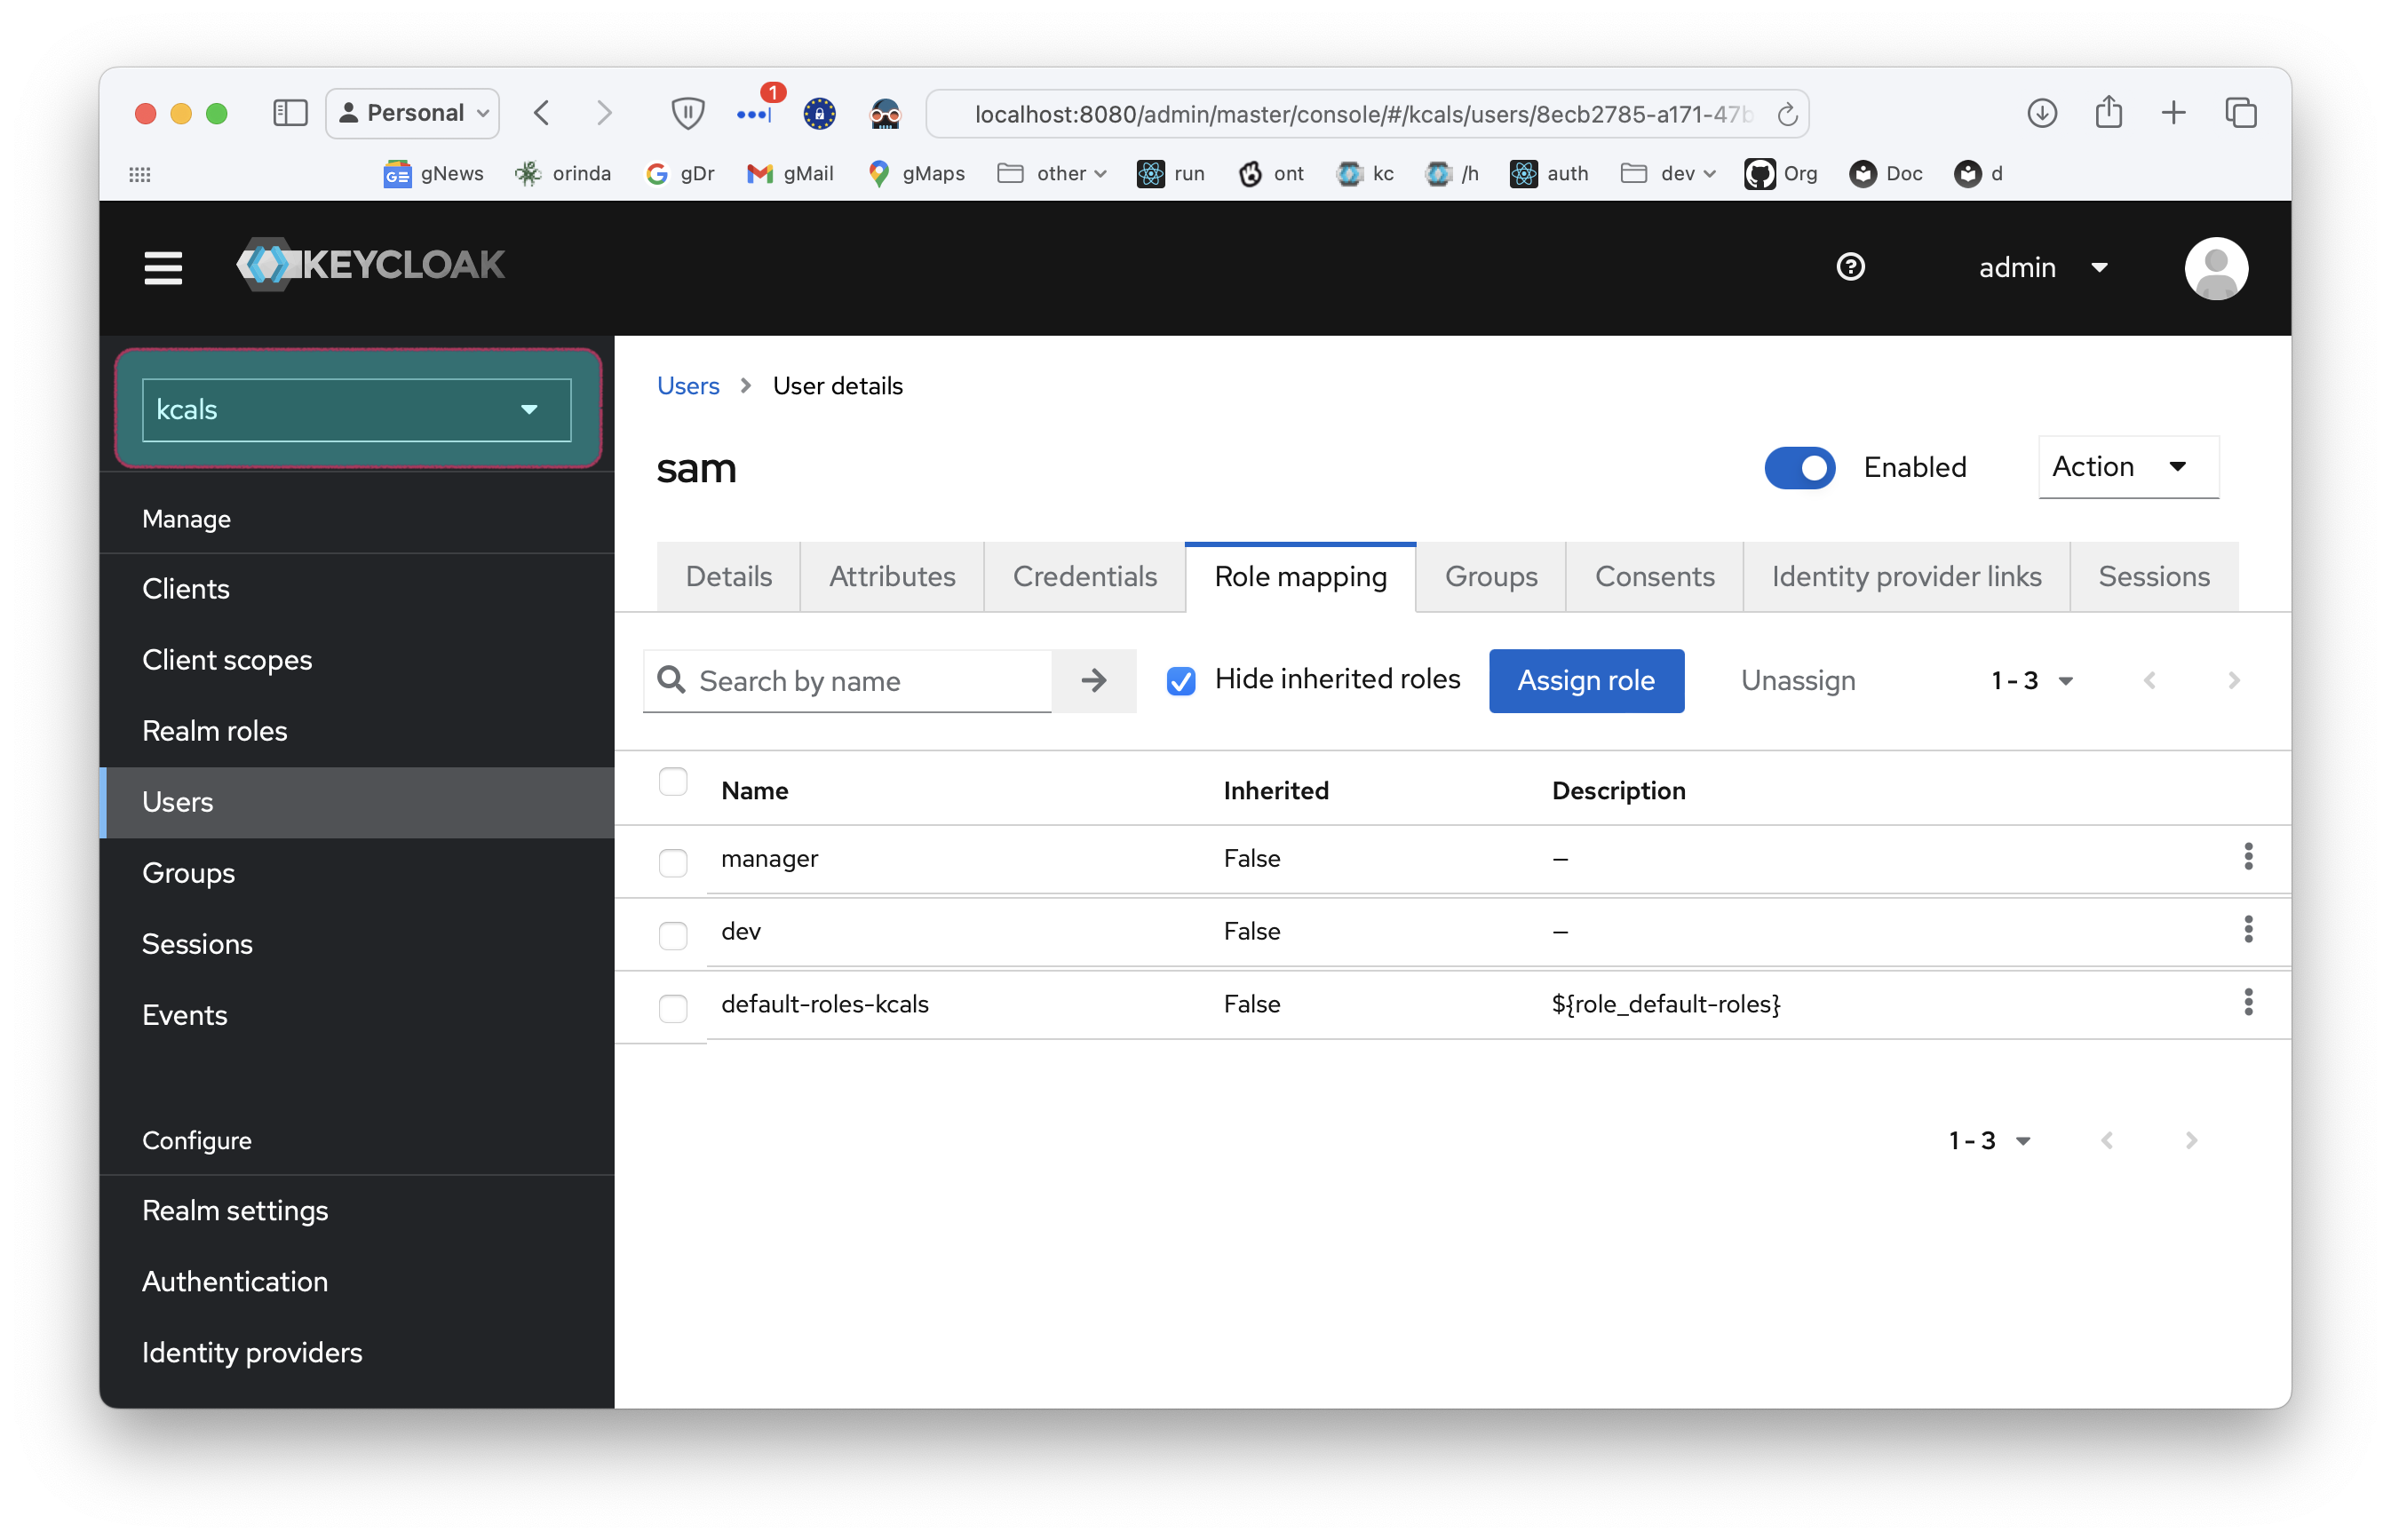 1
Personal
localhost:8080/admin/master/console/#/kcals/users/8ecb2785-a171-47b
gNews orinda gDr gMail gMaps other run ont kc /h auth dev Org Doc d
KEYCLOAK
admin
kcals
Manage
Clients
Client scopes
Realm roles
Users
Groups
Sessions
Events
Configure
Realm settings
Authentication
Identity providers
Users > User details
sam
Enabled
Action
Details Attributes Credentials Role mapping Groups Consents Identity provider links Sessions
Search by name
Hide inherited roles
Assign role
Unassign
1 - 3
Name Inherited Description
manager False —
dev False —
default-roles-kcals False ${role_default-roles}
1 - 3